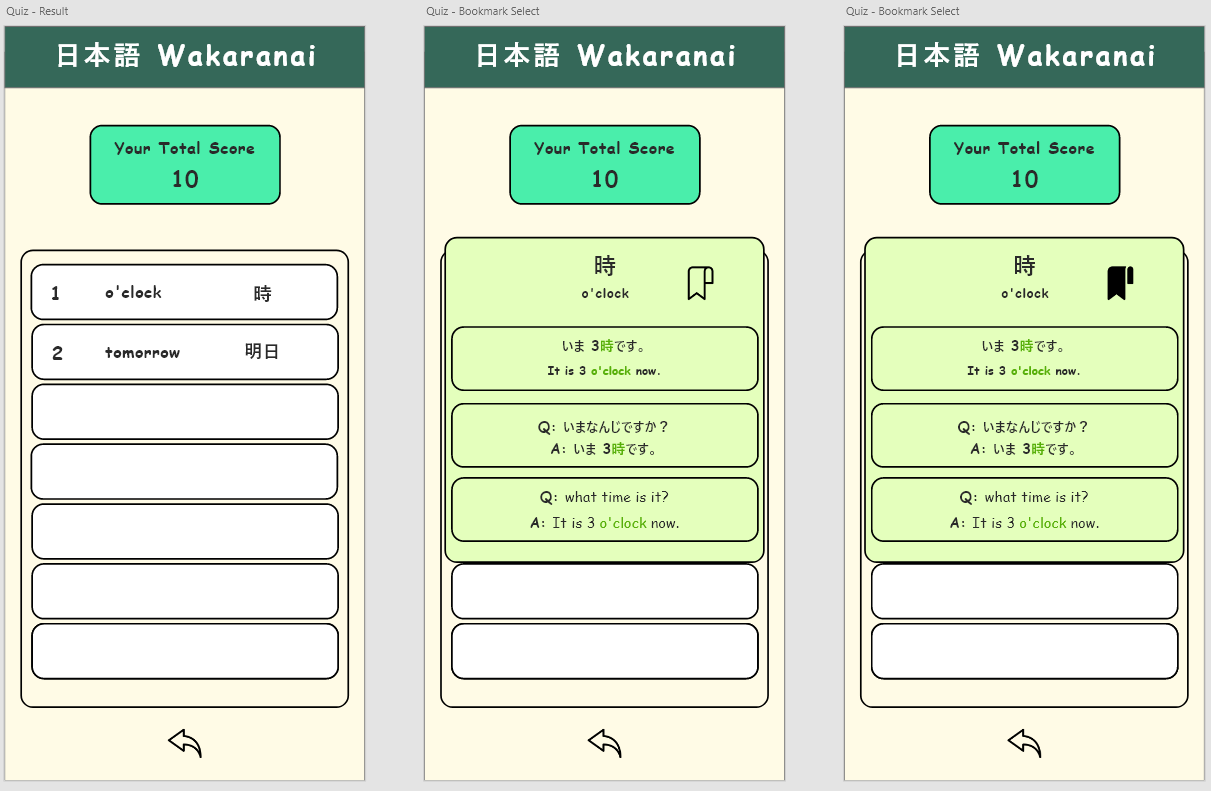 Quiz - Result
日本語 Wakaranai
Your Total Score
10
1 o'clock 時
2 tomorrow 明日
Quiz - Bookmark Select
日本語 Wakaranai
Your Total Score
10
時
o'clock
いま 3時です。
It is 3 o'clock now.
Q: いまなんじですか？
A: いま 3時です。
Q: what time is it?
A: It is 3 o'clock now.
Quiz - Bookmark Select
日本語 Wakaranai
Your Total Score
10
時
o'clock
いま 3時です。
It is 3 o'clock now.
Q: いまなんじですか？
A: いま 3時です。
Q: what time is it?
A: It is 3 o'clock now.